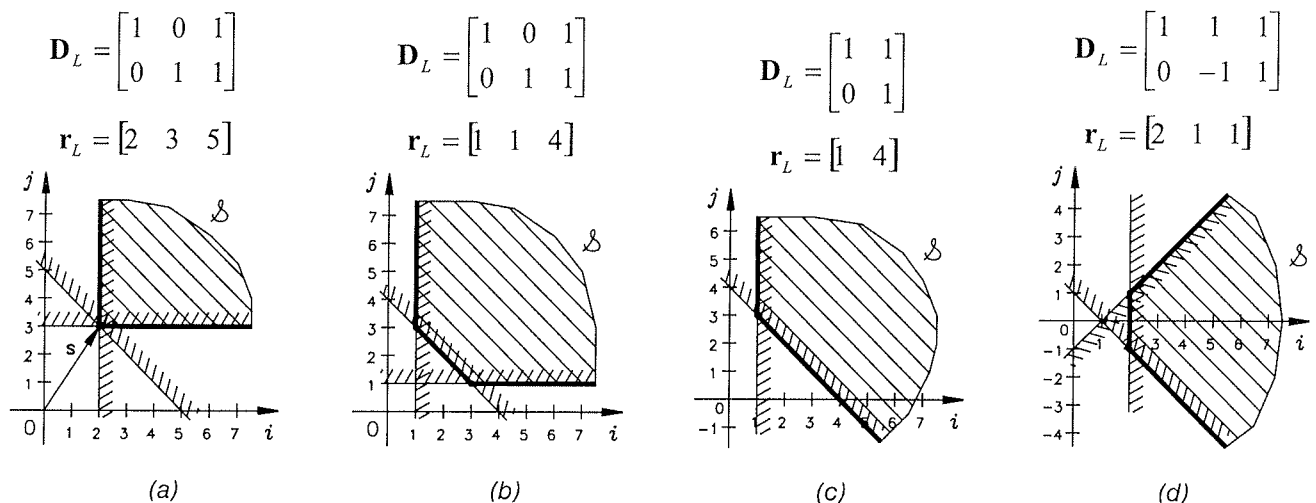 D_L = [1 0 1; 0 1 1]
r_L = [2 3 5]
j
7
6
5
4
3
2
1
0
1 2 3 4 5 6 7 i
s
𝒮
(a)
D_L = [1 0 1; 0 1 1]
r_L = [1 1 4]
j
7
6
5
4
3
2
1
0
1 2 3 4 5 6 7 i
𝒮
(b)
D_L = [1 1; 0 1]
r_L = [1 4]
j
6
5
4
3
2
1
0
-1
1 2 3 4 5 6 7 i
𝒮
(c)
D_L = [1 1 1; 0 -1 1]
r_L = [2 1 1]
j
4
3
2
1
0
-1
-2
-3
-4
1 2 3 4 5 6 7 i
𝒮
(d)